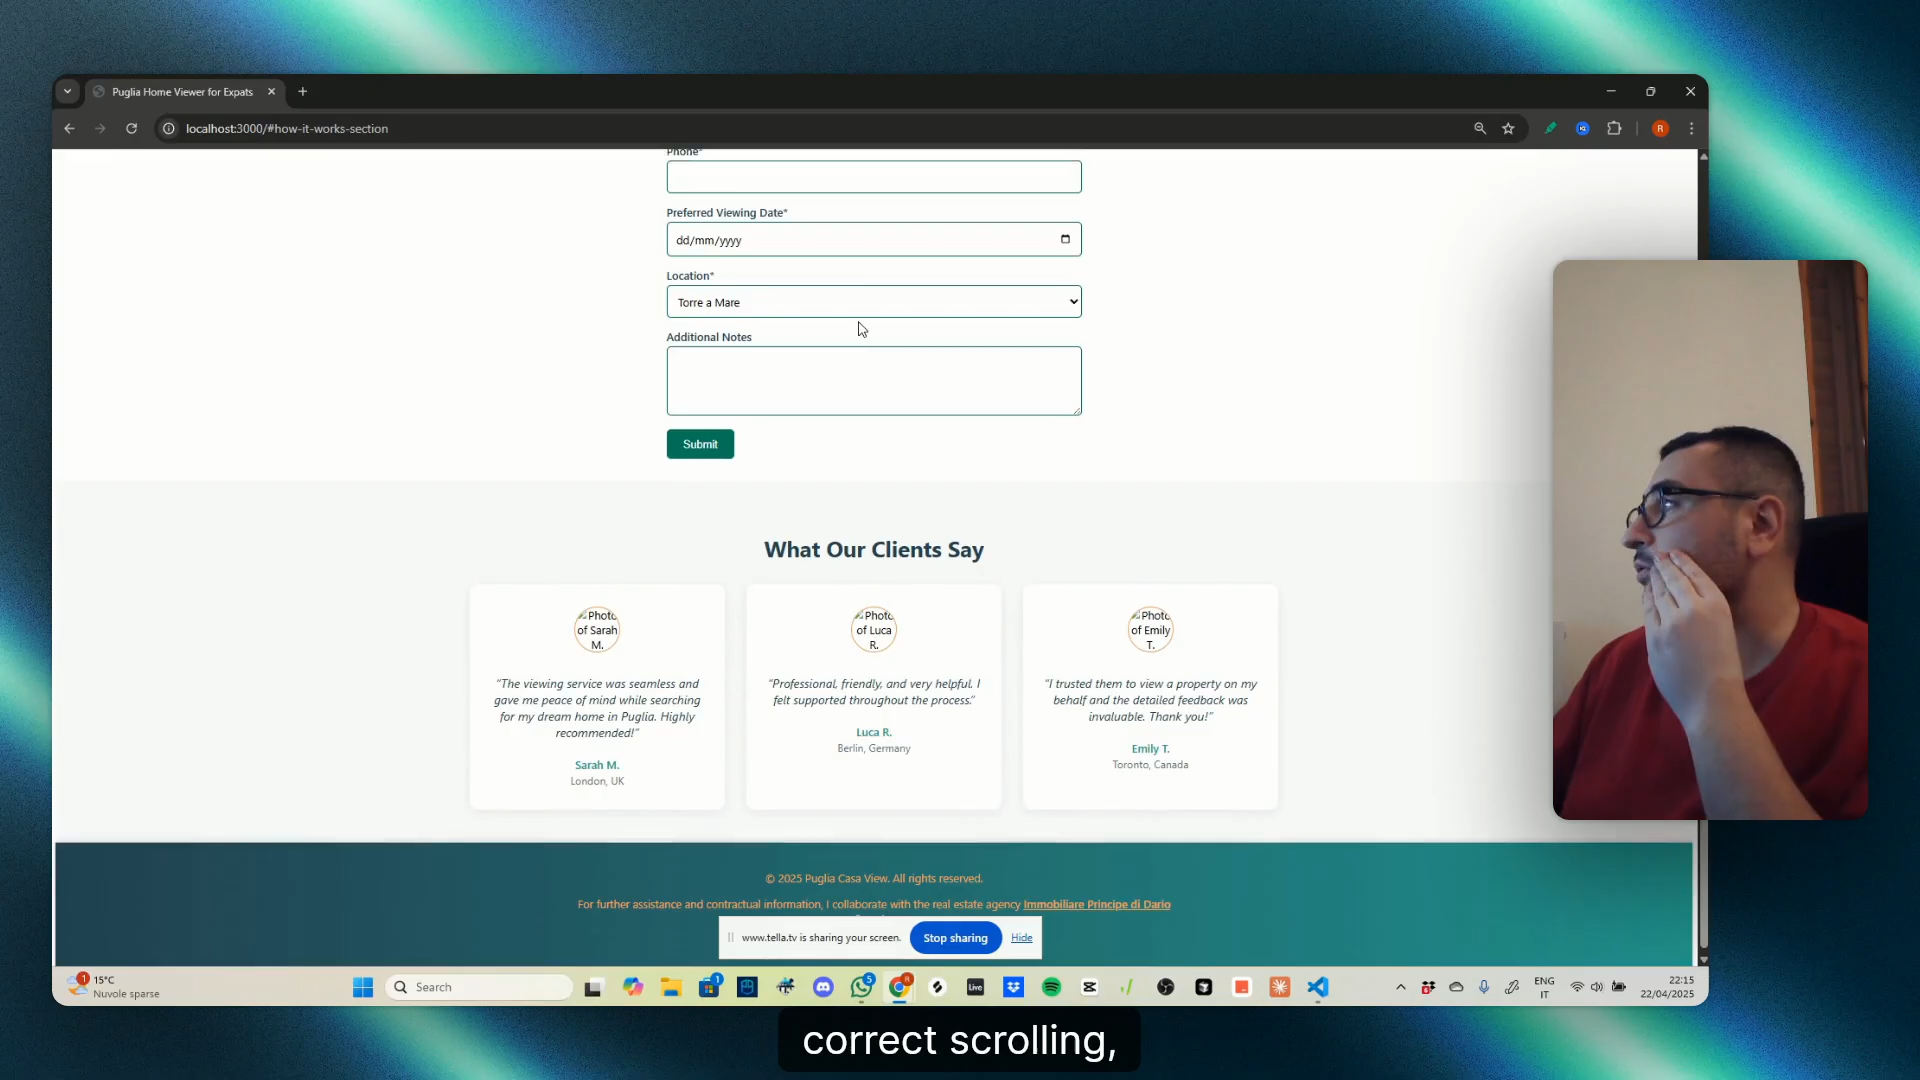 Puglia Home Viewer for Expats
localhost:3000/#how-it-works-section
R
Phone*
Preferred Viewing Date*
dd/mm/yyyy
Location*
Torre a Mare
Additional Notes
Submit
What Our Clients Say
Photo of Sarah M.
Photo of Luca R.
Photo of Emily T.
“The viewing service was seamless and
gave me peace of mind while searching
for my dream home in Puglia. Highly
recommended!”
Sarah M.
London, UK
“Professional, friendly, and very helpful. I
felt supported throughout the process.”
Luca R.
Berlin, Germany
“I trusted them to view a property on my
behalf and the detailed feedback was
invaluable. Thank you!”
Emily T.
Toronto, Canada
© 2025 Puglia Casa View. All rights reserved.
For further assistance and contractual information, I collaborate with the real estate agency Immobiliare Principe di Dario
www.tella.tv is sharing your screen.
Stop sharing
Hide
1
15°C
Nuvole sparse
Search
1
5
R
Live
ENG
IT
22:15
22/04/2025
correct scrolling,